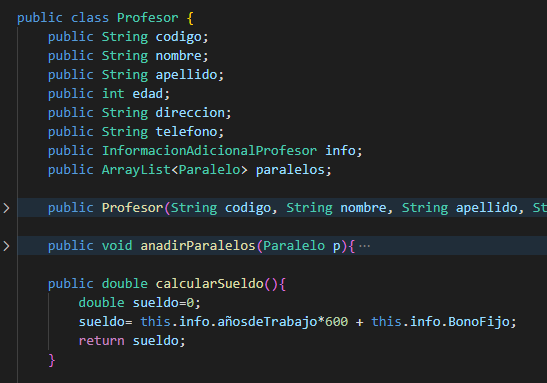 public class Profesor {
public String codigo;
public String nombre;
public String apellido;
public int edad;
public String direccion;
public String telefono;
public InformacionAdicionalProfesor info;
public ArrayList<Paralelo> paralelos;
public Profesor(String codigo, String nombre, String apellido, St
public void anadirParalelos(Paralelo p){ ···
public double calcularSueldo(){
double sueldo=0;
sueldo= this.info.añosdeTrabajo*600 + this.info.BonoFijo;
return sueldo;
}